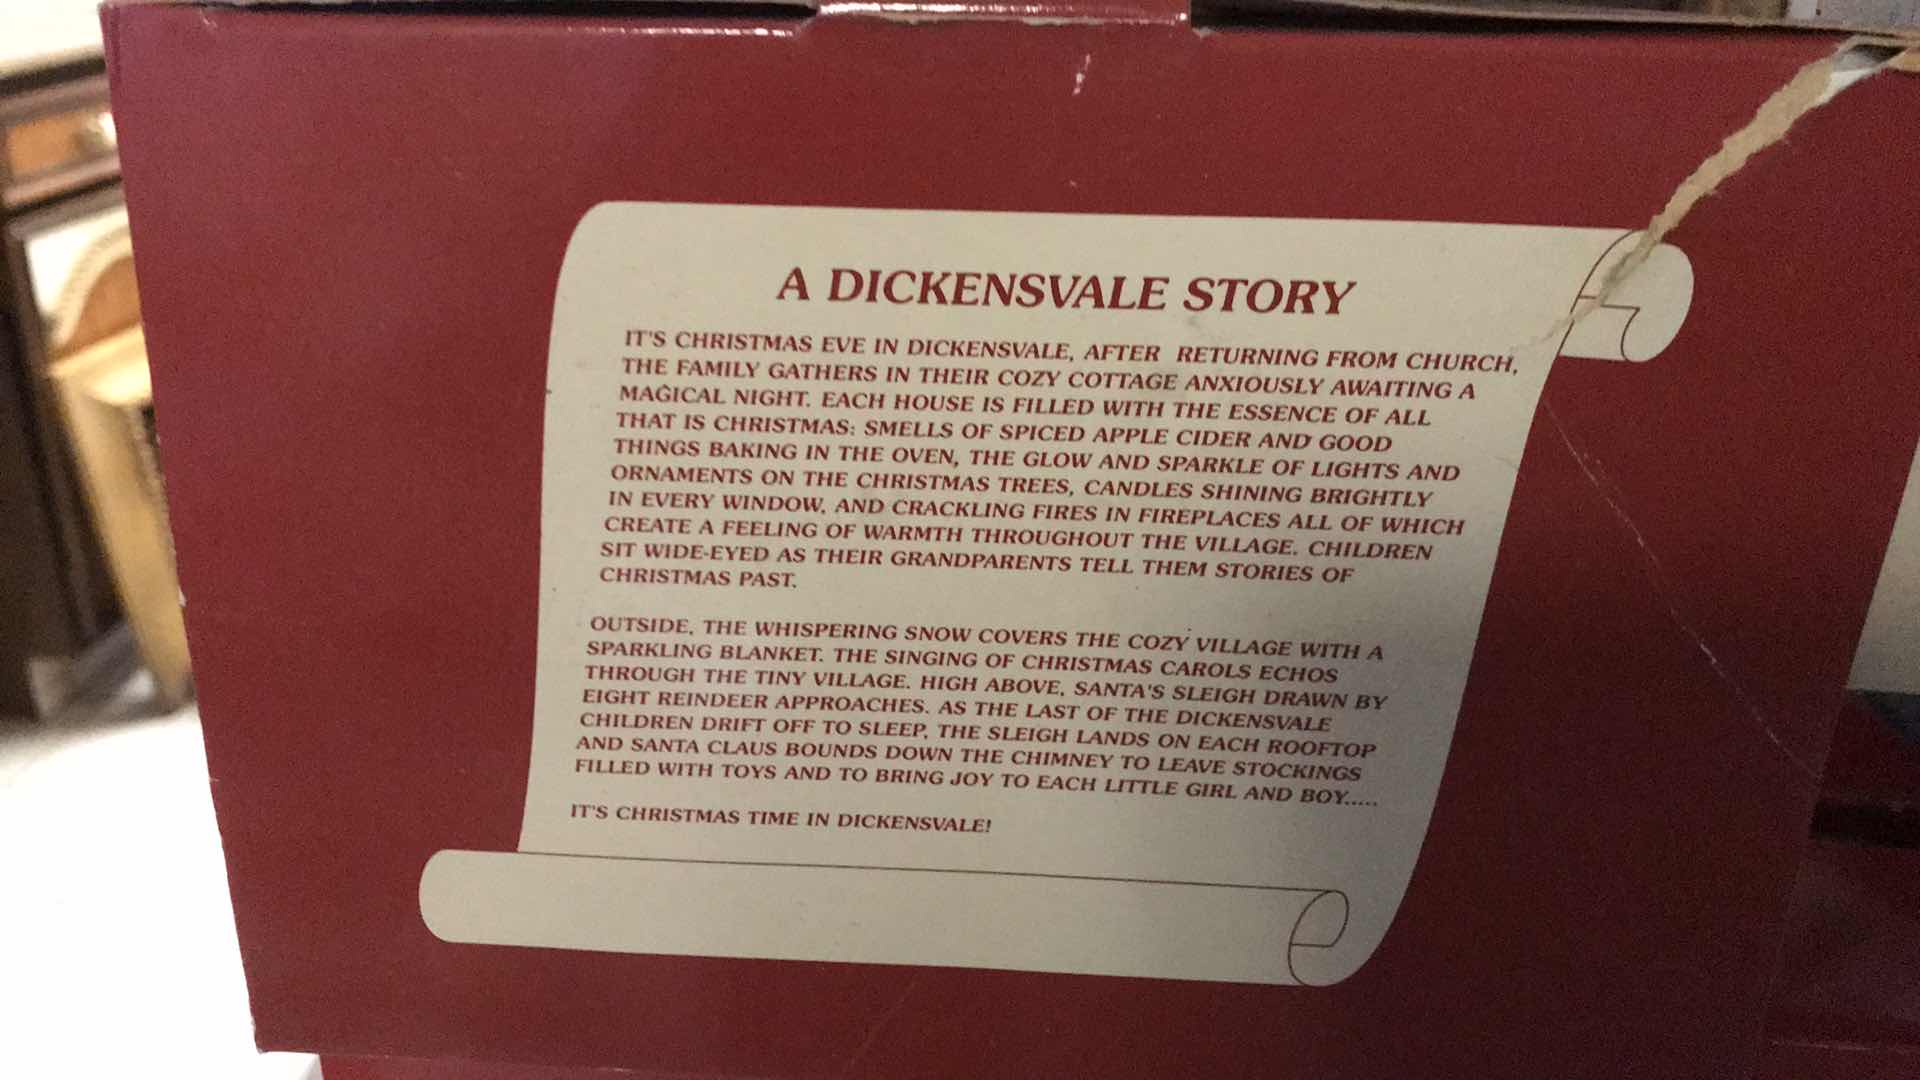 A DICKENSVALE STORY
IT'S CHRISTMAS EVE IN DICKENSVALE, AFTER RETURNING FROM CHURCH,
THE FAMILY GATHERS IN THEIR COZY COTTAGE ANXIOUSLY AWAITING A
MAGICAL NIGHT. EACH HOUSE IS FILLED WITH THE ESSENCE OF ALL
THAT IS CHRISTMAS: SMELLS OF SPICED APPLE CIDER AND GOOD
THINGS BAKING IN THE OVEN, THE GLOW AND SPARKLE OF LIGHTS AND
ORNAMENTS ON THE CHRISTMAS TREES, CANDLES SHINING BRIGHTLY
IN EVERY WINDOW, AND CRACKLING FIRES IN FIREPLACES ALL OF WHICH
CREATE A FEELING OF WARMTH THROUGHOUT THE VILLAGE. CHILDREN
SIT WIDE-EYED AS THEIR GRANDPARENTS TELL THEM STORIES OF
CHRISTMAS PAST.
OUTSIDE, THE WHISPERING SNOW COVERS THE COZY VILLAGE WITH A
SPARKLING BLANKET. THE SINGING OF CHRISTMAS CAROLS ECHOS
THROUGH THE TINY VILLAGE. HIGH ABOVE, SANTA'S SLEIGH DRAWN BY
EIGHT REINDEER APPROACHES. AS THE LAST OF THE DICKENSVALE
CHILDREN DRIFT OFF TO SLEEP, THE SLEIGH LANDS ON EACH ROOFTOP
AND SANTA CLAUS BOUNDS DOWN THE CHIMNEY TO LEAVE STOCKINGS
FILLED WITH TOYS AND TO BRING JOY TO EACH LITTLE GIRL AND BOY.....
IT'S CHRISTMAS TIME IN DICKENSVALE!